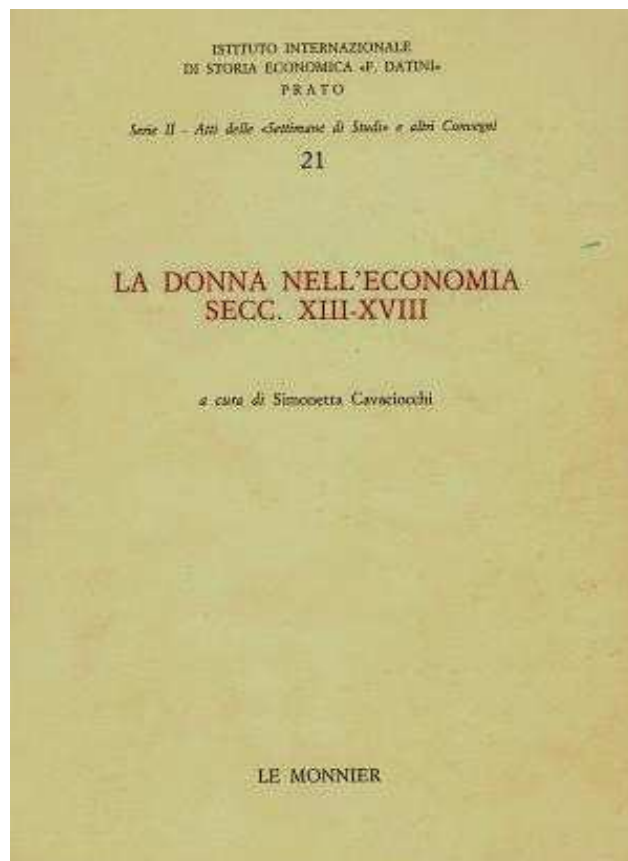 ISTITUTO INTERNAZIONALE
DI STORIA ECONOMICA «F. DATINI»
PRATO
Serie II - Atti delle «Settimane di Studi» e altri Convegni
21
LA DONNA NELL'ECONOMIA
SECC. XIII-XVIII
a cura di Simonetta Cavaciocchi
LE MONNIER